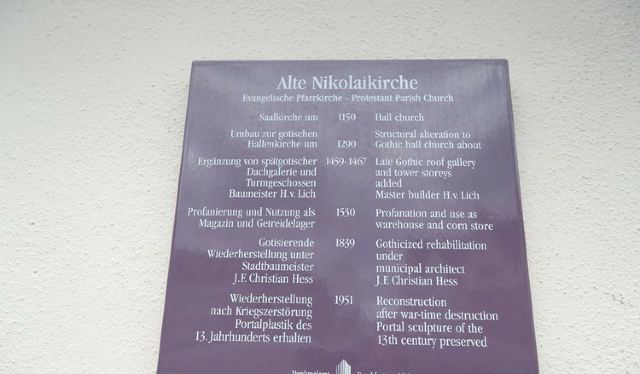 Alte Nikolaikirche
Evangelische Pfarrkirche - Protestant Parish Church
Saalkirche um 1150 Hall church
Umbau zur gotischen Structural alteration to
Hallenkirche um 1290 Gothic hall church about
Ergänzung von spätgotischer 1459-1467 Late Gothic roof gallery
Dachgalerie und and tower storeys
Turmgeschossen added
Baumeister H.v. Lich Master builder H.v. Lich
Profanierung und Nutzung als 1530 Profanation and use as
Magazin und Getreidelager warehouse and corn store
Gotisierende 1839 Gothicized rehabilitation
Wiederherstellung unter under
Stadtbaumeister municipal architect
J.F. Christian Hess J.F. Christian Hess
Wiederherstellung 1951 Reconstruction
nach Kriegszerstörung after war-time destruction
Portalplastik des Portal sculpture of the
13. Jahrhunderts erhalten 13th century preserved